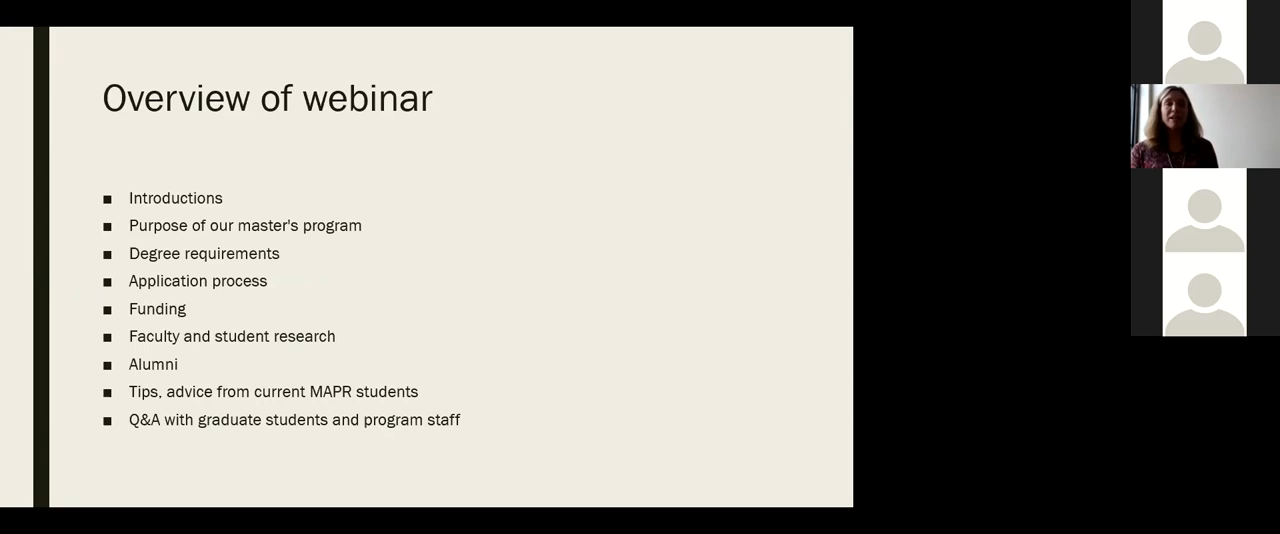 Overview of webinar
Introductions
Purpose of our master's program
Degree requirements
Application process
Funding
Faculty and student research
Alumni
Tips, advice from current MAPR students
Q&A with graduate students and program staff